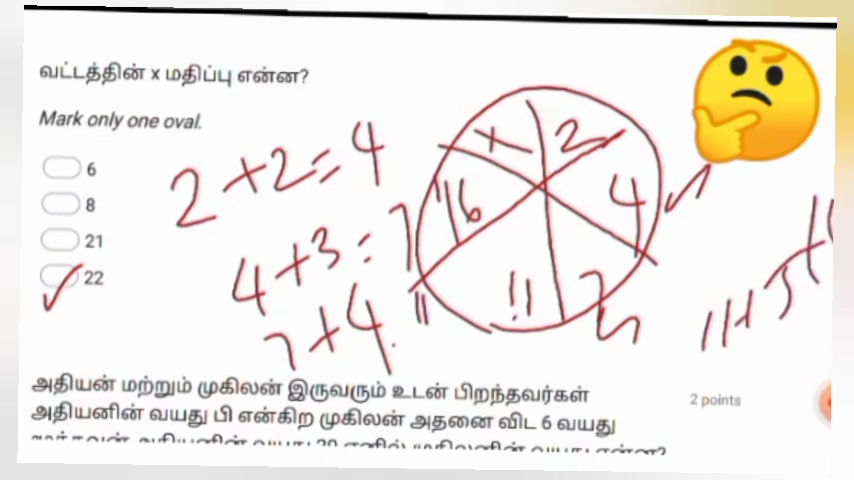 வட்டத்தின் x மதிப்பு என்ன?
Mark only one oval.
6
8
21
22
2+2=4
4+3=7
7+4
11
x
2
4
7
11
16
11+5
2 points
அதியன் மற்றும் முகிலன் இருவரும் உடன் பிறந்தவர்கள்
அதியனின் வயது பி என்கிற முகிலன் அதனை விட 6 வயது